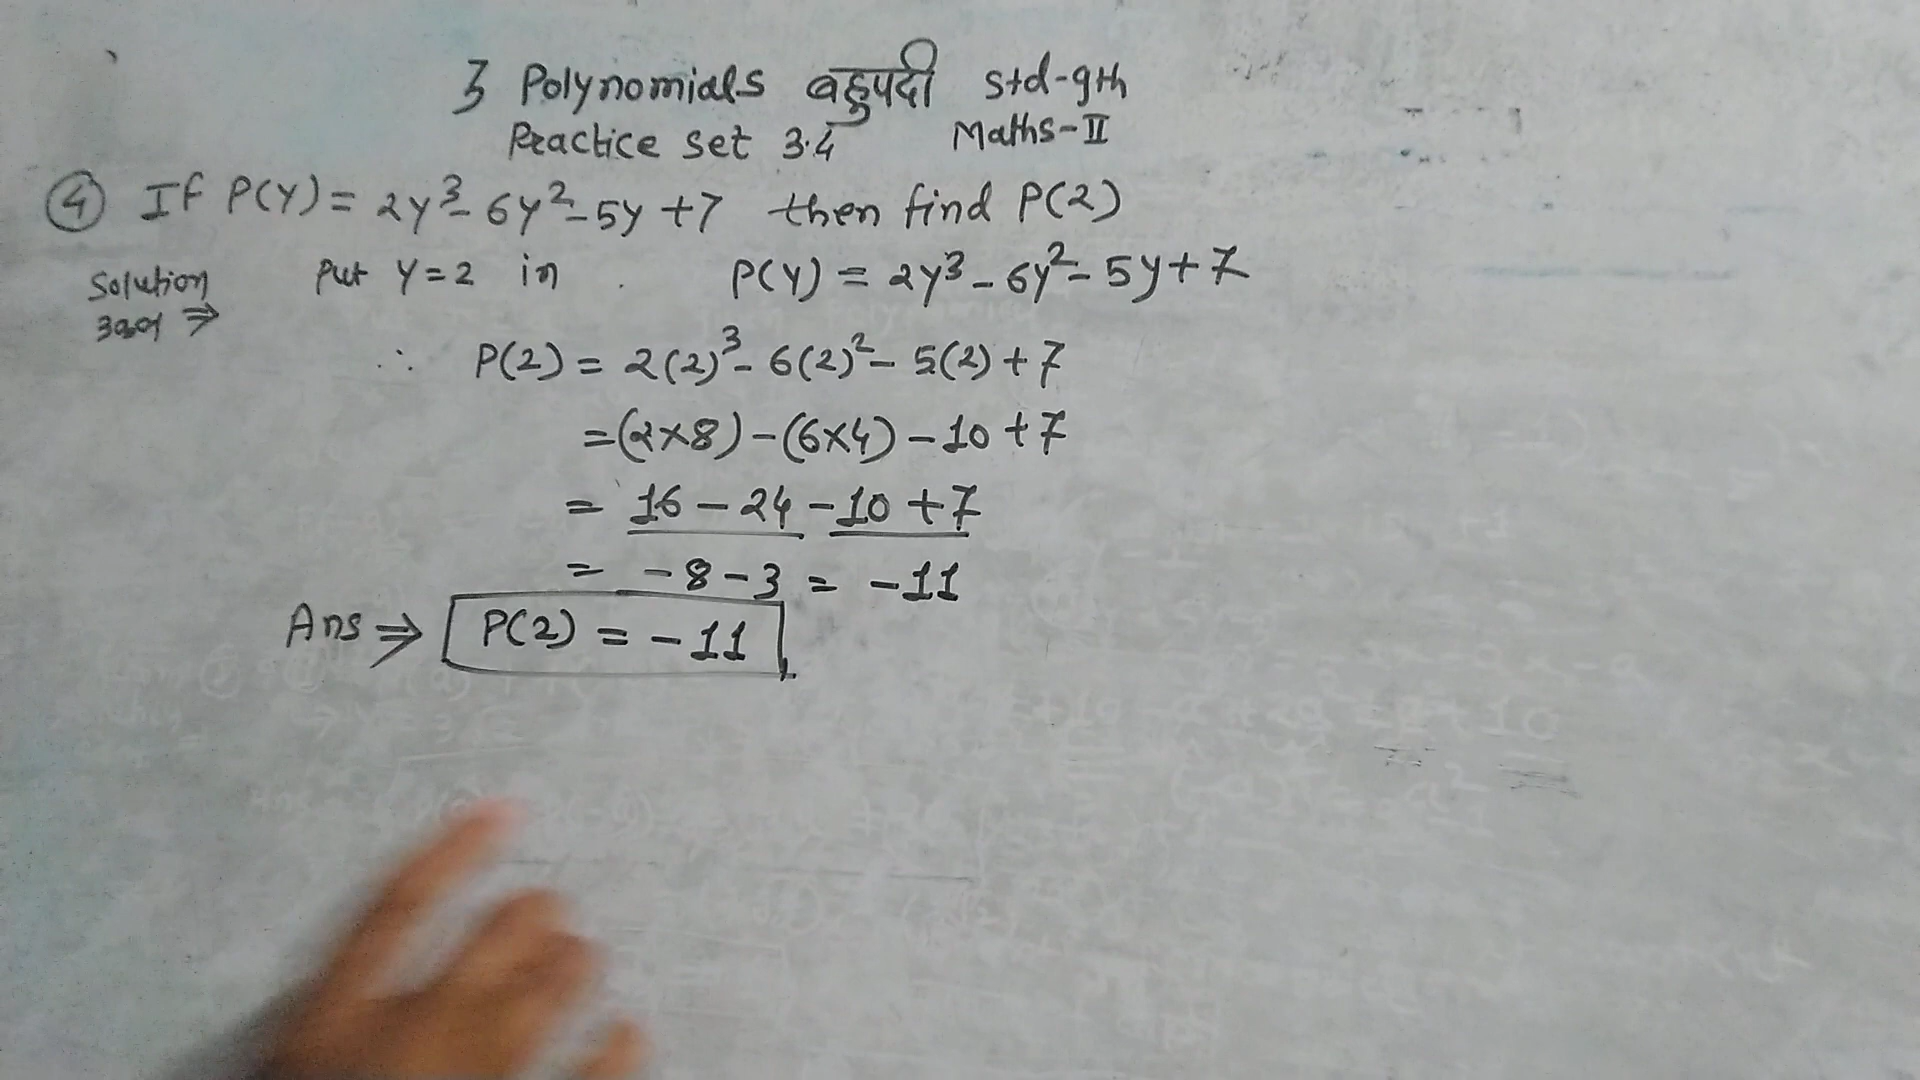 3 Polynomials बहुपदी Std-9th
Practice set 3.4 Maths-II
④ If P(Y) = 2y³ - 6y² - 5y + 7 then find P(2)
Solution put Y = 2 in P(Y) = 2y³ - 6y² - 5y + 7
⇒
∴ P(2) = 2(2)³ - 6(2)² - 5(2) + 7
= (2×8) - (6×4) - 10 + 7
= 16 - 24 - 10 + 7
= -8 - 3 = -11
Ans ⇒ P(2) = -11